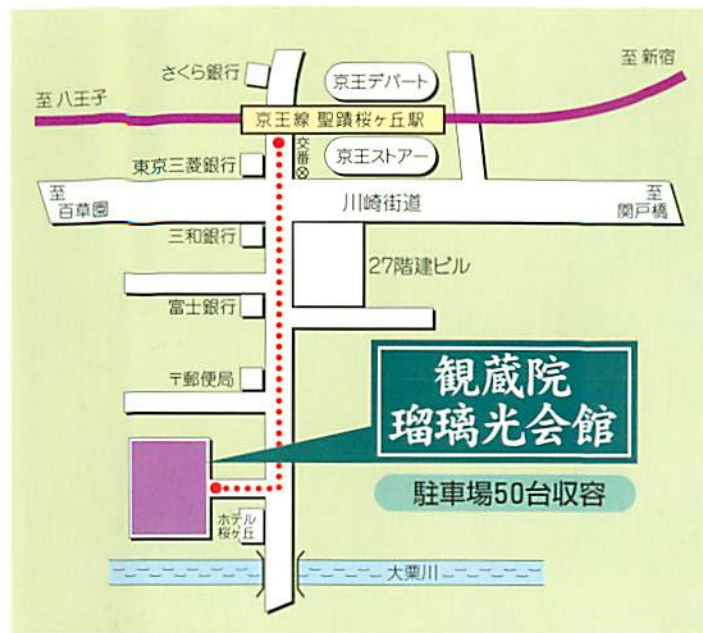 さくら銀行
京王デパート
至 新宿
至 八王子
京王線 聖蹟桜ヶ丘駅
東京三菱銀行
交番
京王ストアー
至
百草園
川崎街道
至
関戸橋
三和銀行
27階建ビル
富士銀行
〒郵便局
観蔵院
瑠璃光会館
駐車場50台収容
ホテル
桜ヶ丘
大栗川